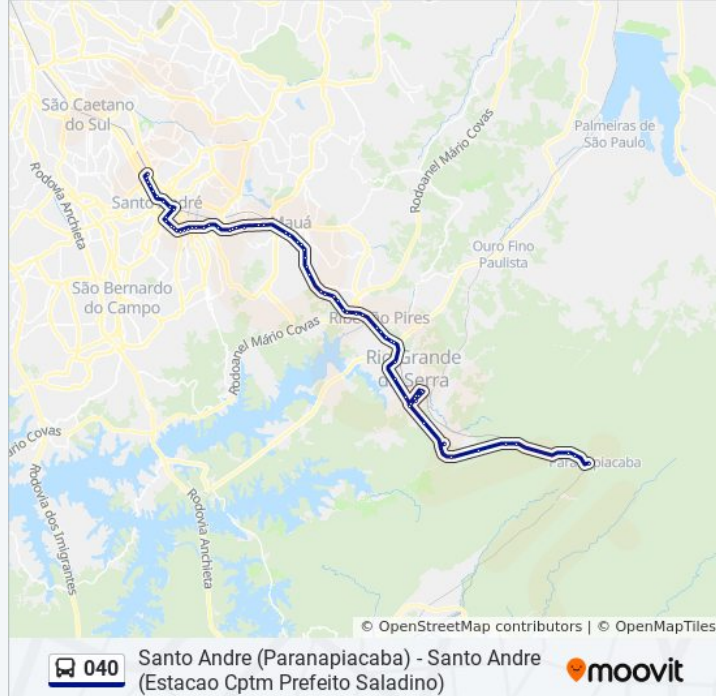 São Caetano
do Sul
Rodovia Anchieta
Santo André
Mauá
Rodoanel Mário Covas
Palmeiras de
São Paulo
Ouro Fino
Paulista
São Bernardo
do Campo
Rodoanel Mário Covas
Ribeirão Pires
Rio Grande
da Serra
ário Covas
Rodovia dos Imigrantes
Rodovia Anchieta
Paranapiacaba
© OpenStreetMap contributors | © OpenMapTiles
040
Santo Andre (Paranapiacaba) - Santo Andre
(Estacao Cptm Prefeito Saladino)
moovit